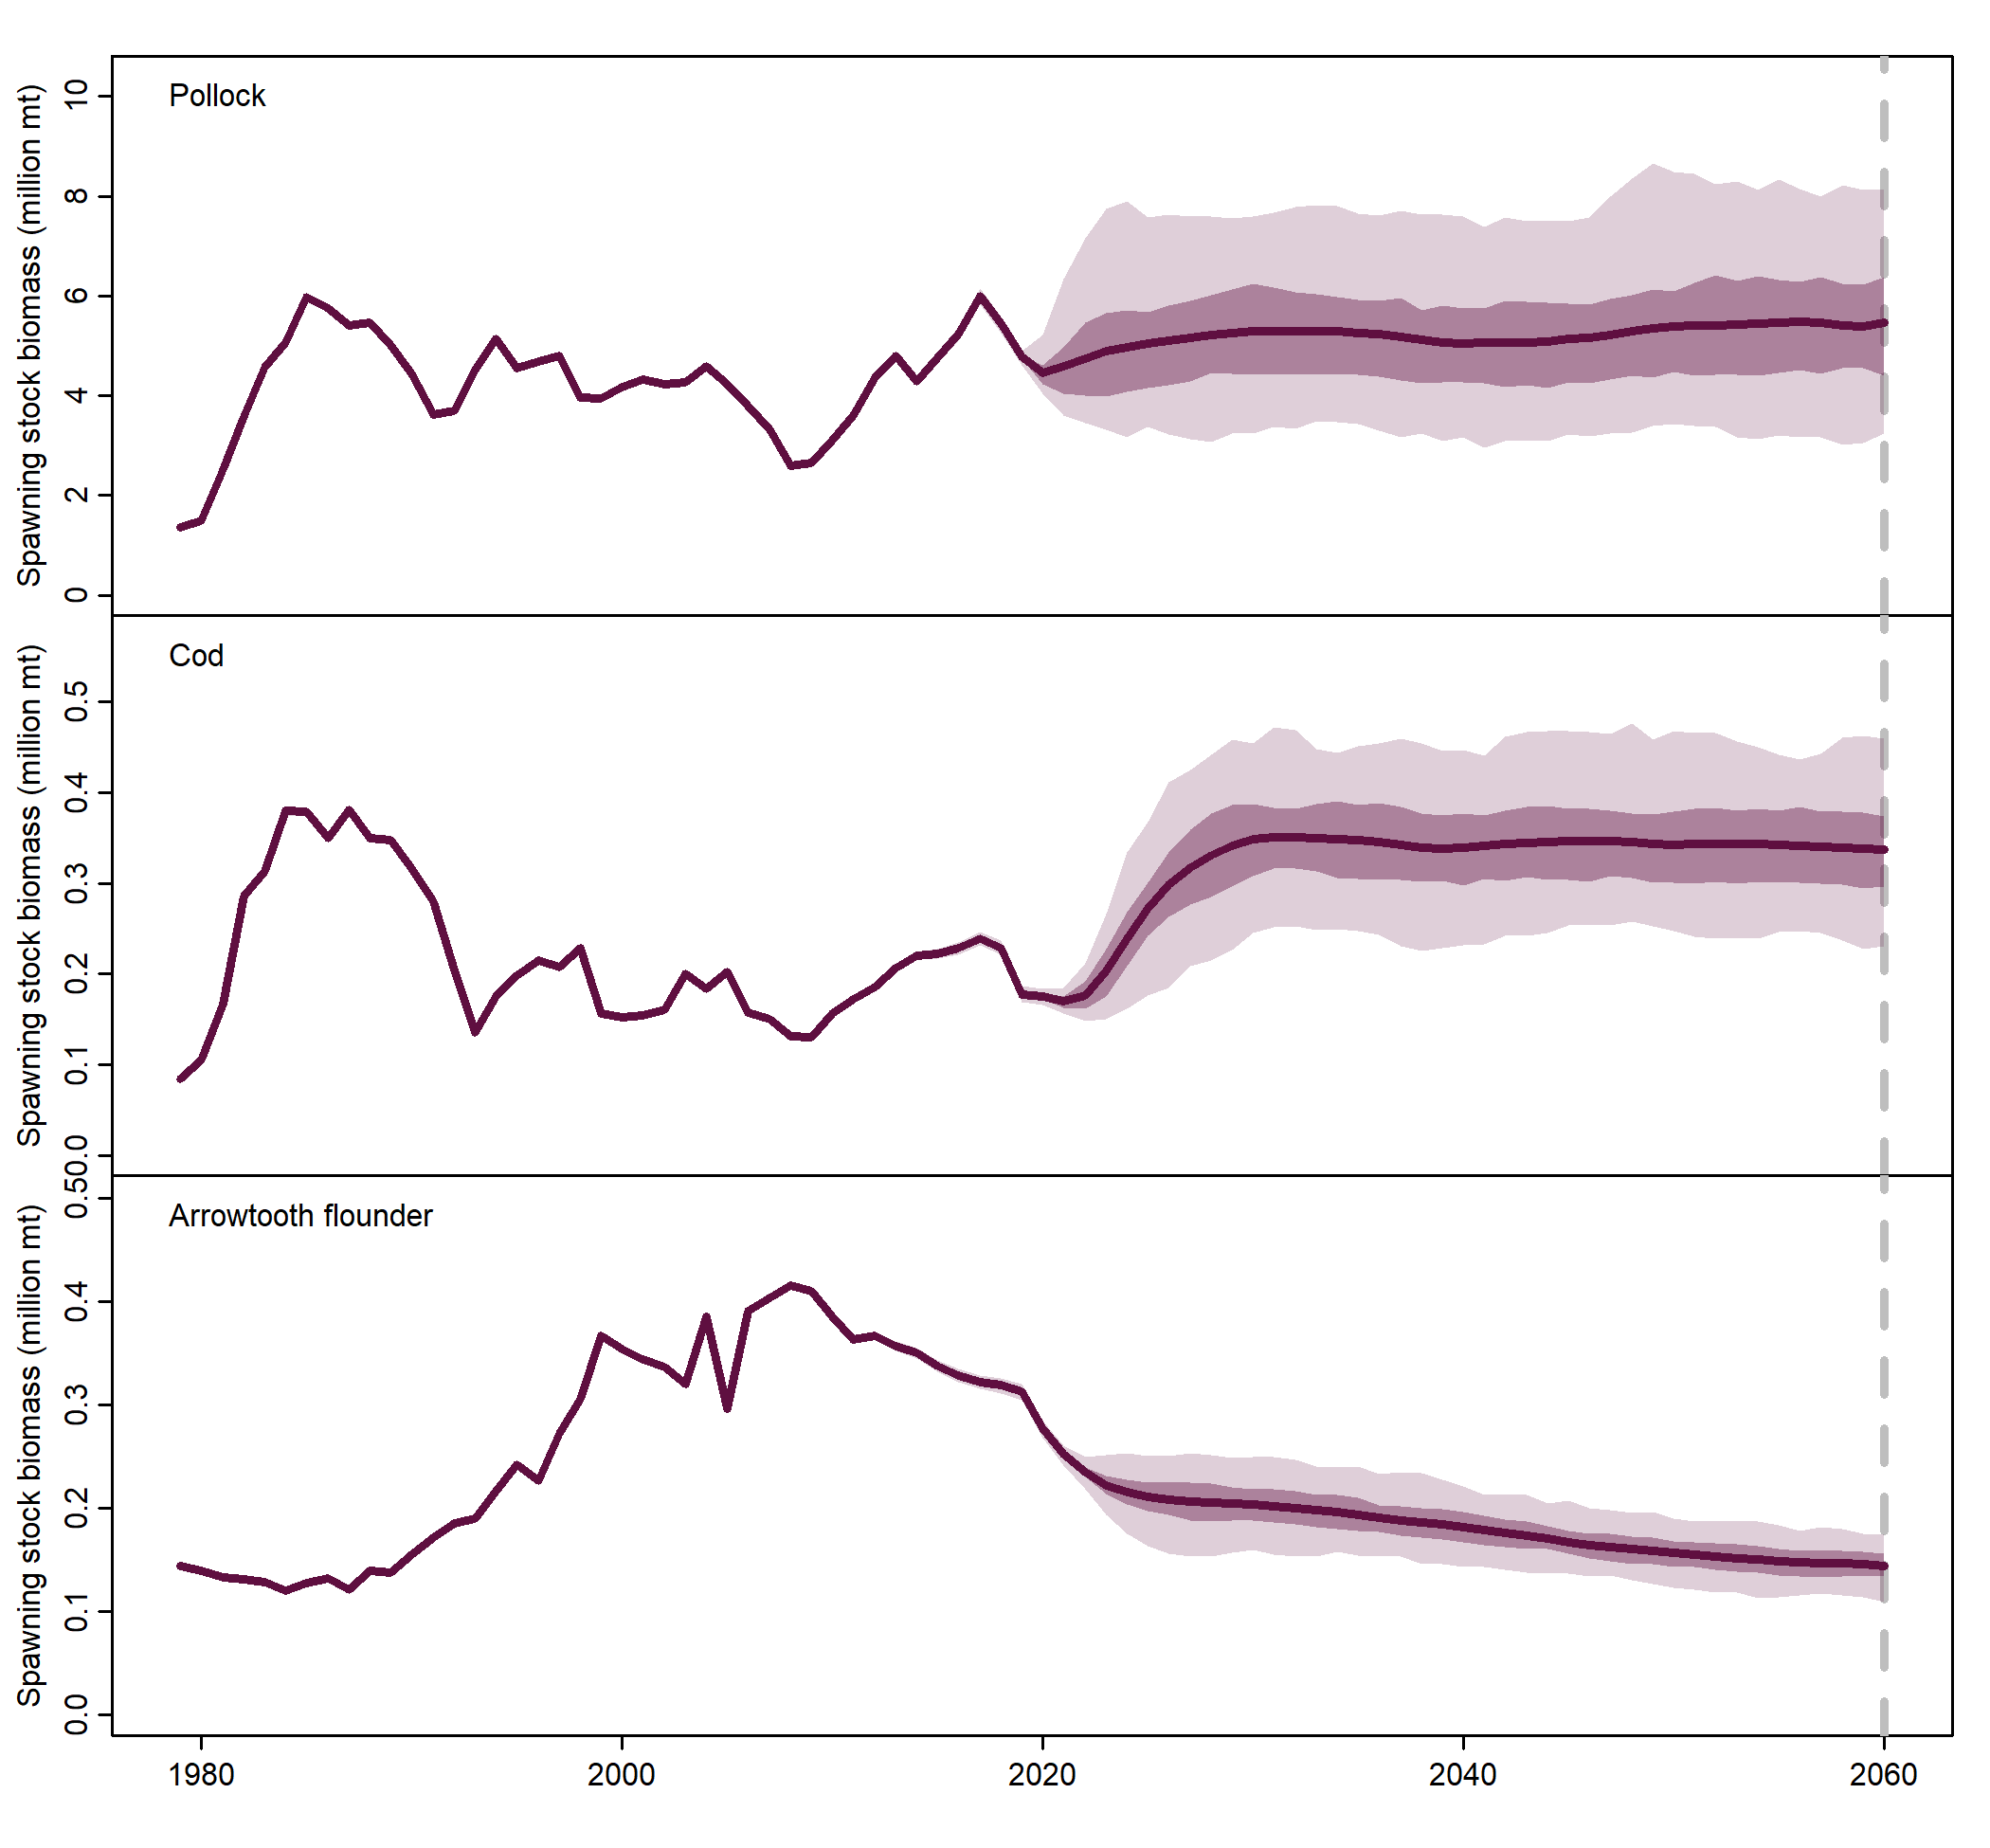 Pollock
Spawning stock biomass (million mt)
10
8
6
4
2
0
Cod
Spawning stock biomass (million mt)
0.5
0.4
0.3
0.2
0.1
0.0
Arrowtooth flounder
Spawning stock biomass (million mt)
0.5
0.4
0.3
0.2
0.1
0.0
1980 2000 2020 2040 2060